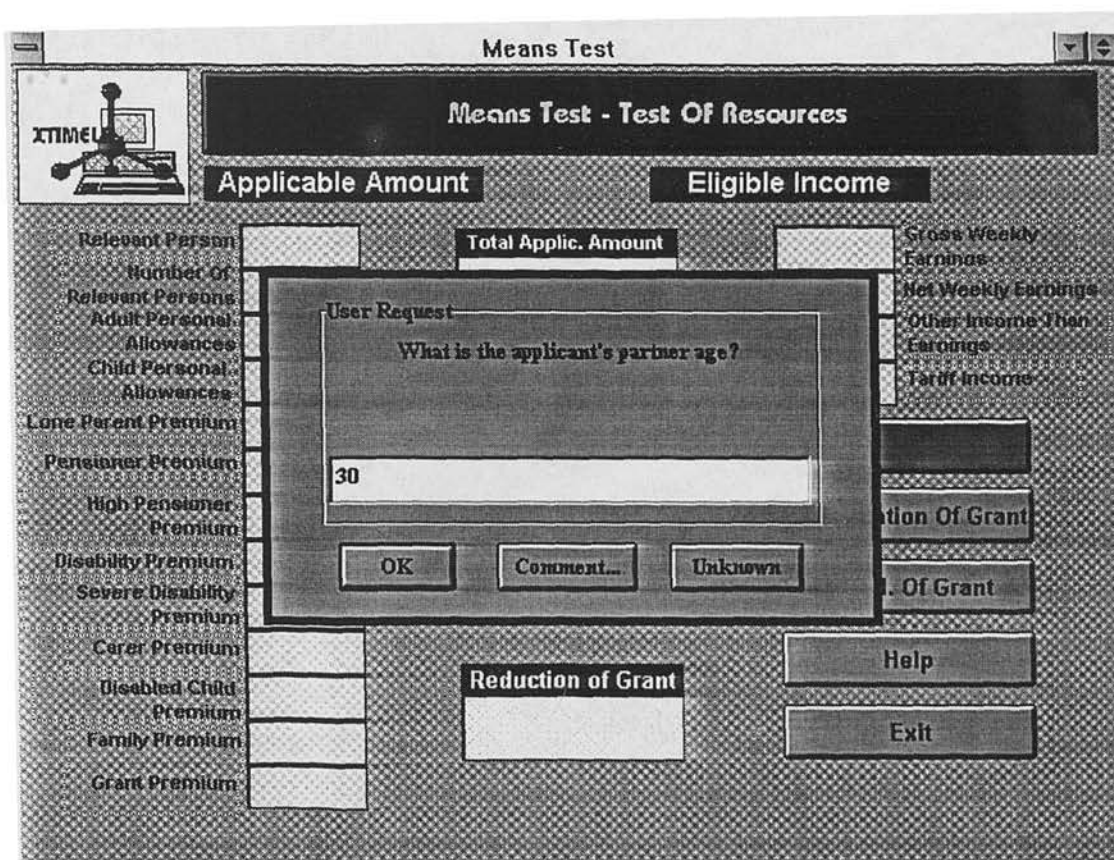 Means Test
XTIMEL
Means Test - Test Of Resources
Applicable Amount
Eligible Income
Relevant Person
Number Of
Relevant Persons
Adult Personal
Allowances
Child Personal
Allowances
Lone Parent Premium
Pensioner Premium
High Pensioner
Premium
Disability Premium
Severe Disability
Premium
Carer Premium
Disabled Child
Premium
Family Premium
Grant Premium
Total Applic. Amount
User Request
What is the applicant's partner age?
30
OK
Comment...
Unknown
Reduction of Grant
Gross Weekly
Earnings
Net Weekly Earnings
Other Income Than
Earnings
Tariff Income
tion Of Grant
. Of Grant
Help
Exit